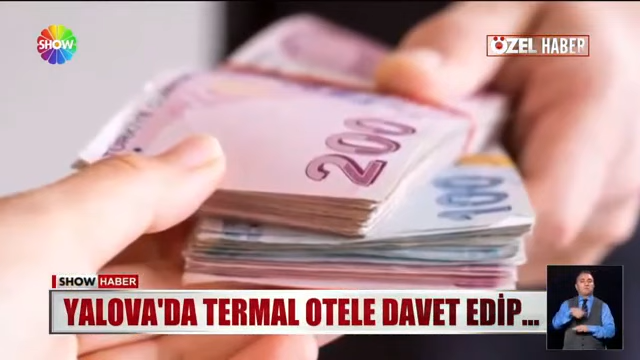 SHOW
ÖZEL HABER
200
100
SHOW HABER
YALOVA'DA TERMAL OTELE DAVET EDİP...